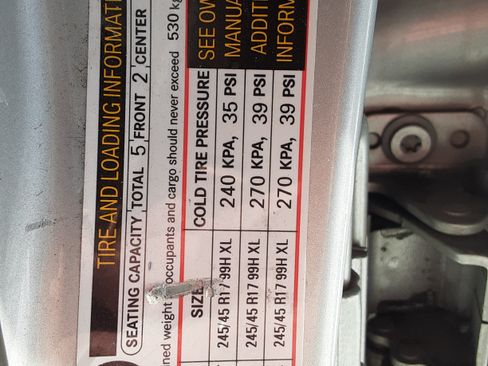 TIRE AND LOADING INFORMATI
SEATING CAPACITY TOTAL 5 FRONT 2 CENTER
ned weight occupants and cargo should never exceed 530 kg
SIZE COLD TIRE PRESSURE SEE OW
245/45 R17 99H XL 240 KPA, 35 PSI MANUA
245/45 R17 99H XL 270 KPA, 39 PSI ADDITI
245/45 R17 99H XL 270 KPA, 39 PSI INFORM